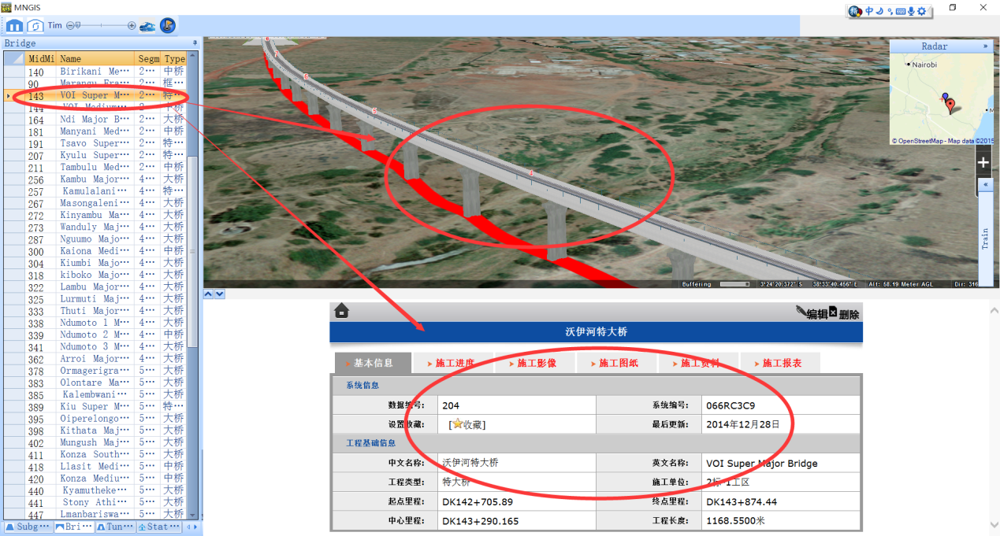 MNGIS
Tim
Bridge
MidMi Name Segm Type
140 Birikani Me··· 2··· 中桥
90 Marangu Fra··· 2··· 框···
143 VOI Super M··· 2··· 特···
144 VOI Medium··· 2··· 中桥
164 Ndi Major B··· 2··· 大桥
181 Manyani Med··· 2··· 中桥
191 Tsavo Super··· 2··· 特···
207 Kyulu Super··· 2··· 特···
211 Tambulu Med··· 2··· 中桥
256 Kambu Major··· 4··· 大桥
257 Kamulalani··· 4··· 特···
267 Masongaleni··· 4··· 大桥
272 Kinyambu Ma··· 4··· 大桥
273 Wanduly Maj··· 4··· 大桥
287 Nguumo Majo··· 4··· 大桥
300 Kaiona Medi··· 4··· 中桥
304 Kiumbi Majo··· 4··· 大桥
318 kiboko Majo··· 4··· 大桥
322 Lambu Major··· 4··· 大桥
325 Lurmuti Maj··· 4··· 大桥
333 Thuti Major··· 4··· 大桥
338 Ndumoto 1 M··· 4··· 大桥
339 Ndumoto 2 M··· 4··· 中桥
341 Ndumoto 3 M··· 4··· 大桥
362 Arroi Major··· 4··· 大桥
378 Ormagerigra··· 5··· 大桥
383 Olontare Ma··· 5··· 大桥
385 Kalembwani··· 5··· 大桥
389 Kiu Super M··· 5··· 特···
395 Oiperelongo··· 5··· 大桥
398 Kithata Maj··· 5··· 大桥
402 Mungush Maj··· 5··· 大桥
411 Konza South··· 5··· 大桥
418 Llasit Medi··· 5··· 中桥
420 Konza Mediu··· 5··· 中桥
440 Kyamutheke··· 5··· 大桥
441 Stony Athi··· 5··· 大桥
447 Lmanbariswa··· 5··· 大桥
Subg··· Bri··· Tun··· Stat···
中
Radar »
Nairobi
© OpenStreetMap - Map data ©2015
+
«
Train
6
5
4
Buffering 3°24'20.372" S 38°33'40.456" E Alt: 58.19 Meter AGL Dir: 316
编辑 删除
沃伊河特大桥
基本信息 施工进度 施工影像 施工图纸 施工资料 施工报表
系统信息
数据编号: 204 系统编号: 066RC3C9
设置收藏: [收藏] 最后更新: 2014年12月28日
工程基础信息
中文名称: 沃伊河特大桥 英文名称: VOI Super Major Bridge
工程类型: 特大桥 施工单位: 2标-1工区
起点里程: DK142+705.89 终点里程: DK143+874.44
中心里程: DK143+290.165 工程长度: 1168.5500米